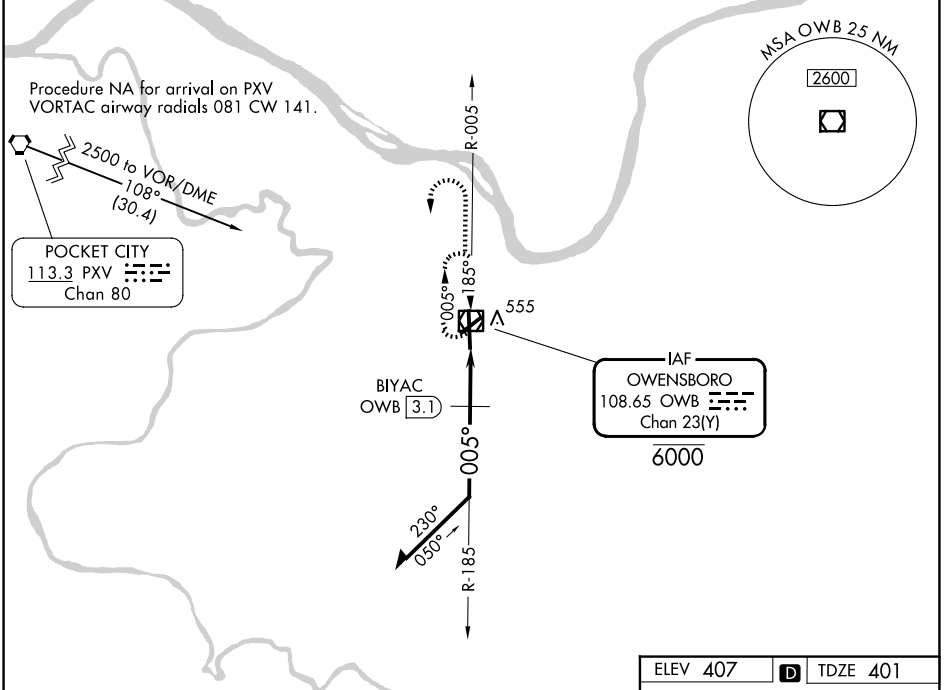 MSA OWB 25 NM
2600
Procedure NA for arrival on PXV
VORTAC airway radials 081 CW 141.
2500 to VOR/DME
108°
(30.4)
POCKET CITY
113.3 PXV
Chan 80
R-005
005°
185°
555
IAF
OWENSBORO
108.65 OWB
Chan 23(Y)
6000
BIYAC
OWB 3.1
005°
230°
050°
R-185
ELEV 407 D TDZE 401